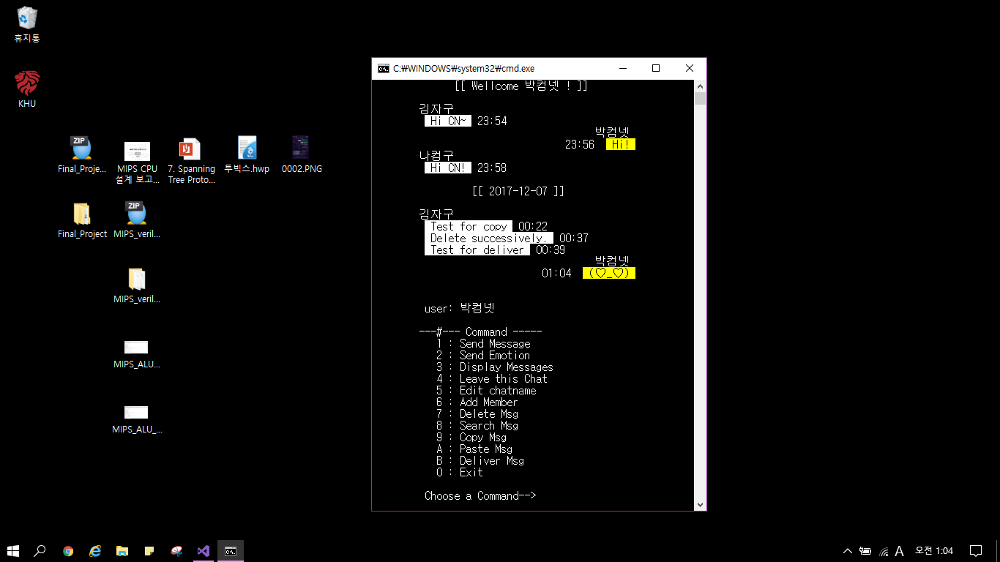 휴지통
KHU
ZIP
Final_Proje...
MIPS CPU
설계 보고...
7. Spanning
Tree Proto...
투빅스.hwp
0002.PNG
Final_Project
ZIP
MIPS_veril...
MIPS_veril...
MIPS_ALU...
MIPS_ALU_...
C:₩WINDOWS₩system32₩cmd.exe
[[ Wellcome 박컴넷 ! ]]
김자구
Hi CN~ 23:54
박컴넷
23:56 Hi!
나컴구
Hi CN! 23:58
[[ 2017-12-07 ]]
김자구
Test for copy 00:22
Delete successively. 00:37
Test for deliver 00:39
박컴넷
01:04 (♡_♡)
user: 박컴넷
---#--- Command -----
1 : Send Message
2 : Send Emotion
3 : Display Messages
4 : Leave this Chat
5 : Edit chatname
6 : Add Member
7 : Delete Msg
8 : Search Msg
9 : Copy Msg
A : Paste Msg
B : Deliver Msg
0 : Exit
Choose a Command-->
A 오전 1:04